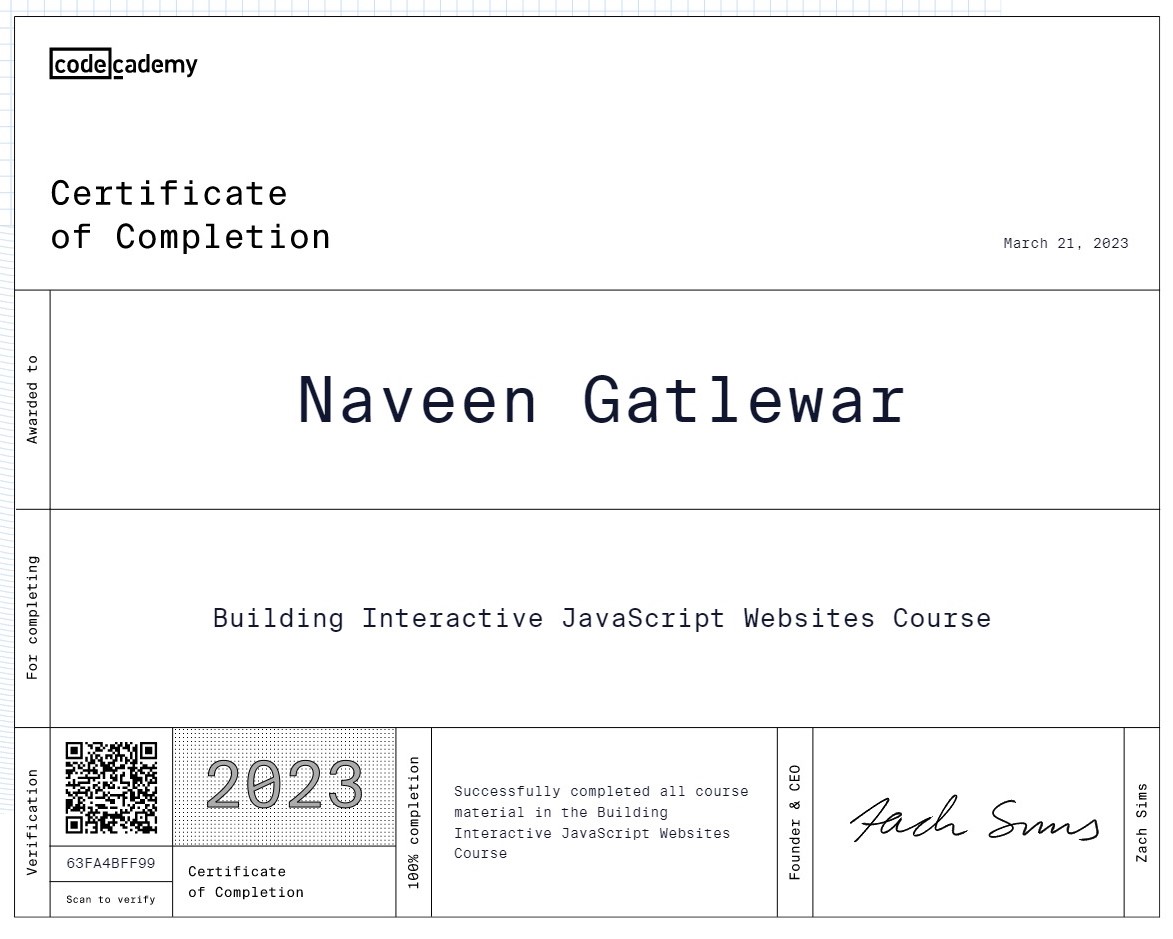 codecademy
Certificate
of Completion
March 21, 2023
Awarded to
Naveen Gatlewar
For completing
Building Interactive JavaScript Websites Course
Verification
63FA4BFF99
Scan to verify
2023
Certificate
of Completion
100% completion
Successfully completed all course
material in the Building
Interactive JavaScript Websites
Course
Founder & CEO
Zach Sims
Zach Sims